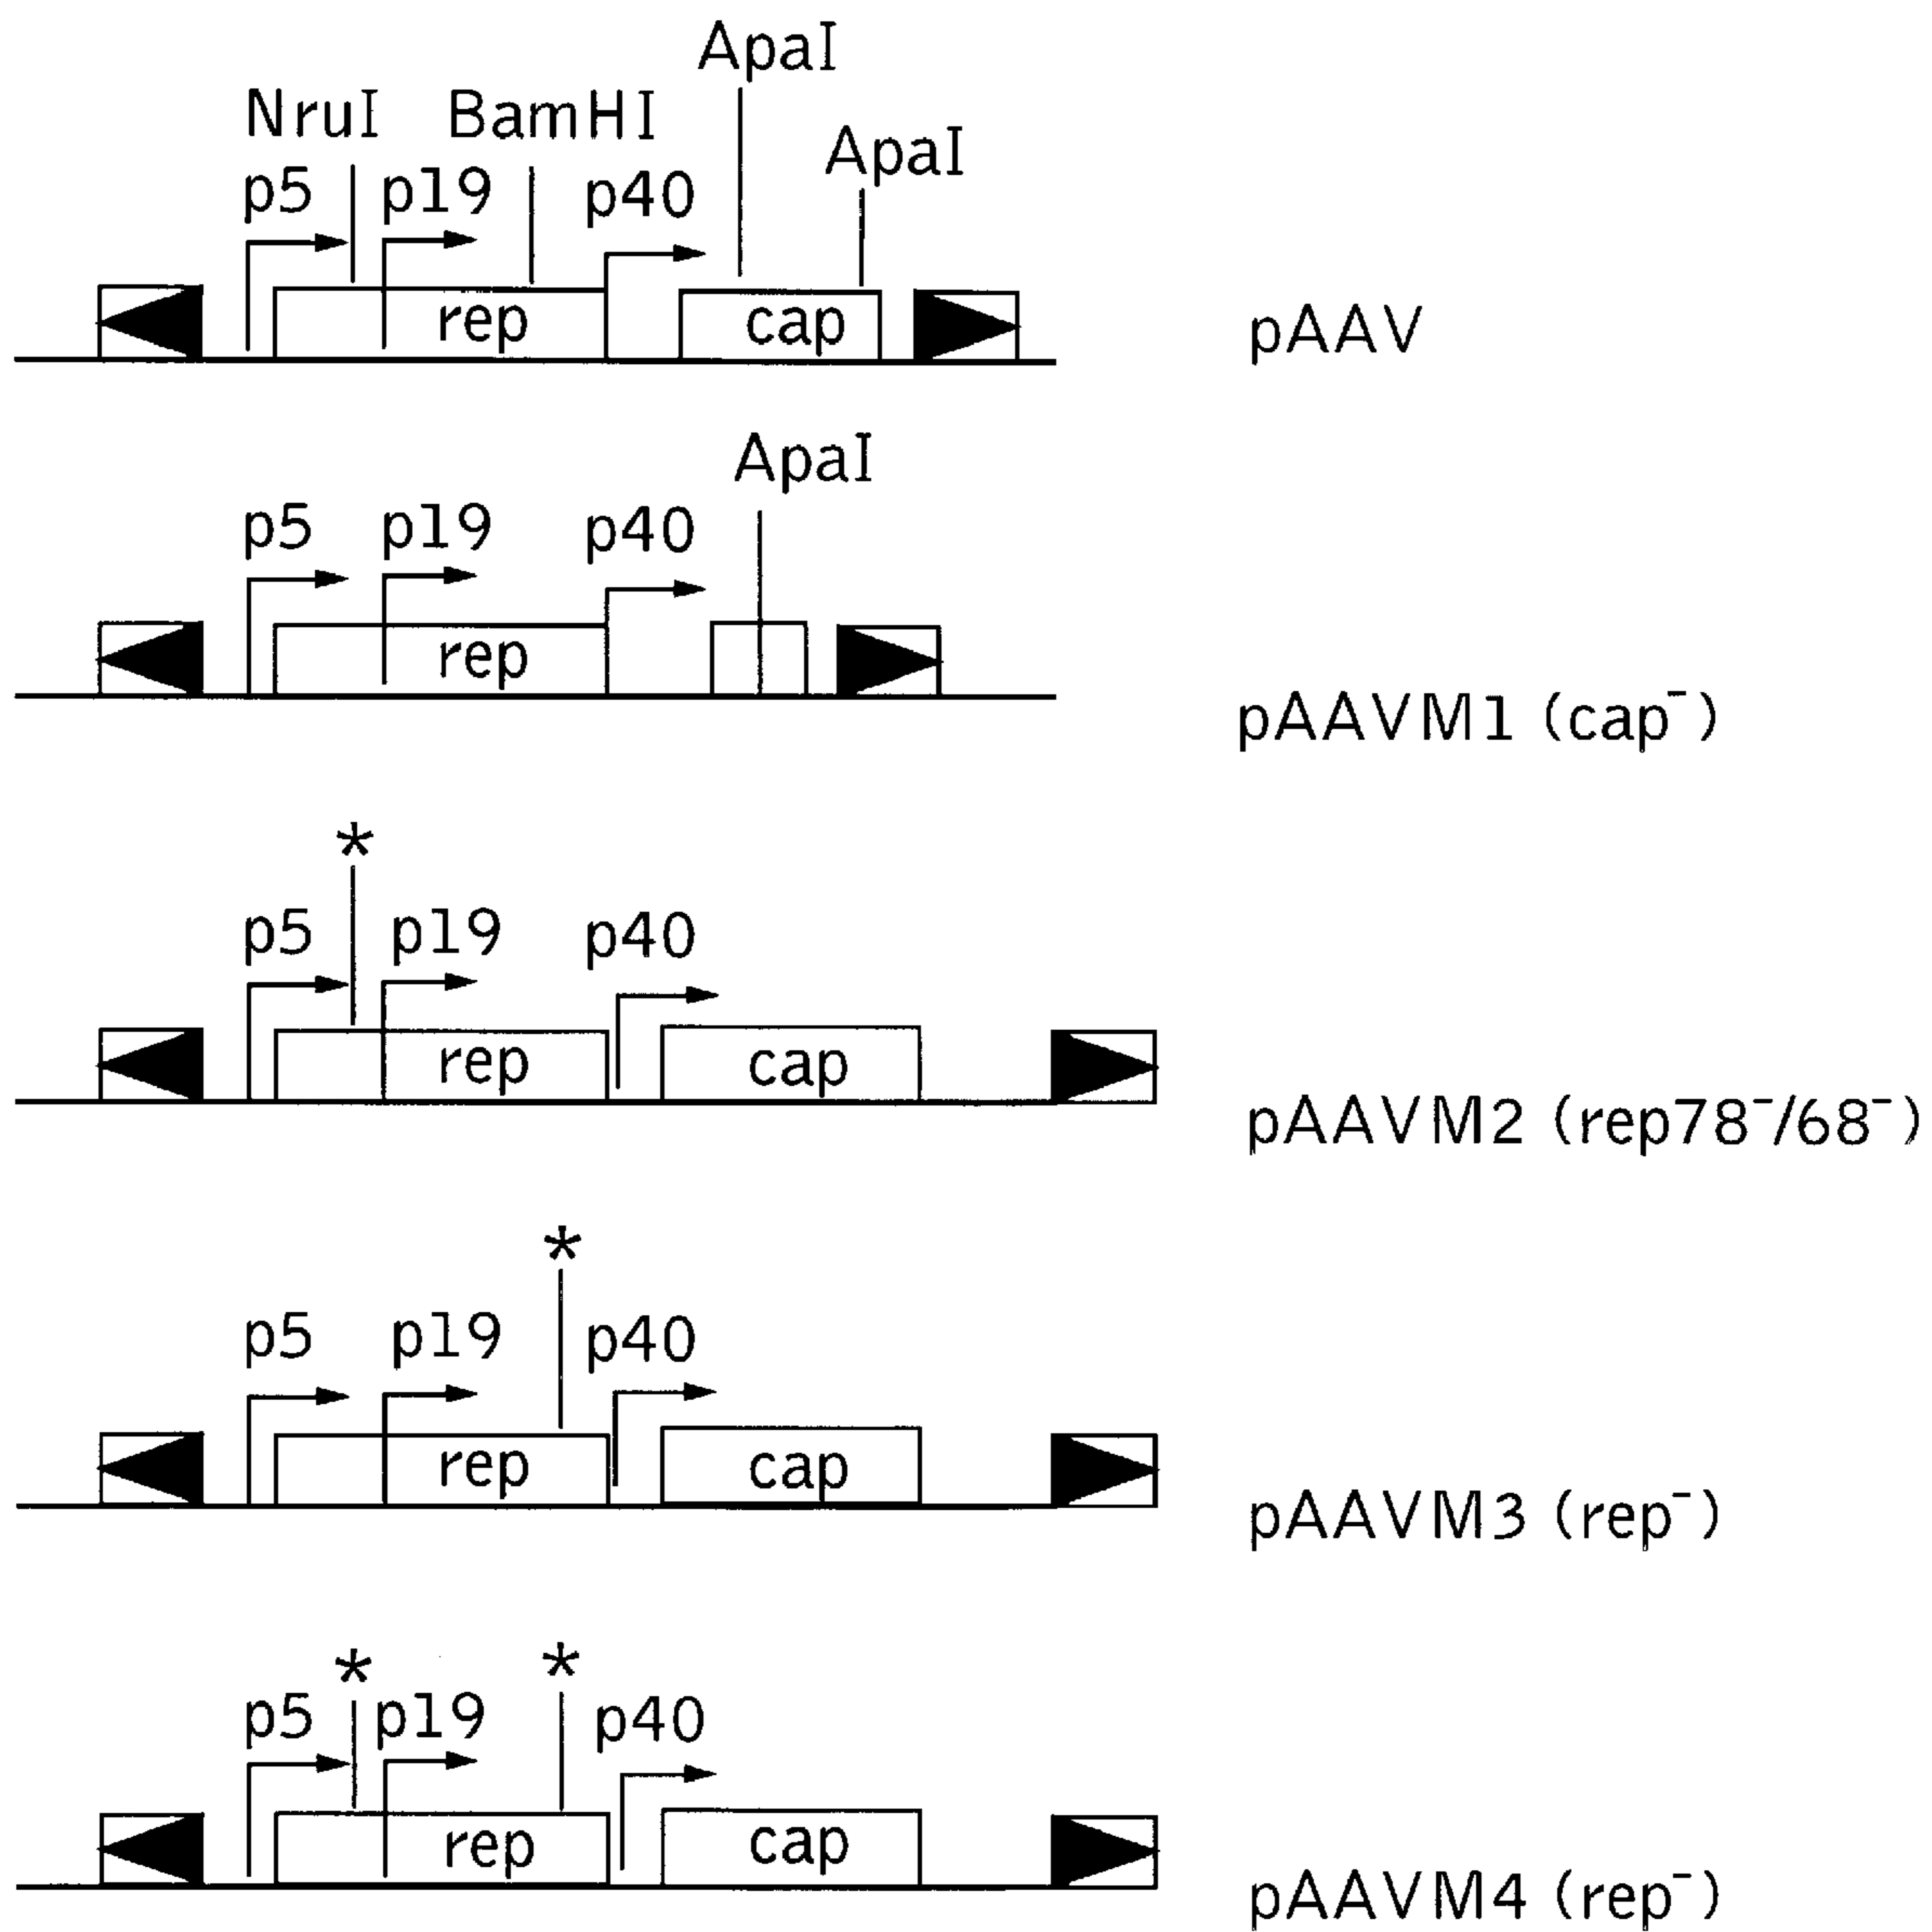 ApaI
NruI BamHI
ApaI
p5 p19 p40
rep cap
pAAV
ApaI
p5 p19 p40
rep
pAAVM1 (cap⁻)
*
p5 p19 p40
rep cap
pAAVM2 (rep78⁻/68⁻)
*
p5 p19 p40
rep cap
pAAVM3 (rep⁻)
* *
p5 p19 p40
rep cap
pAAVM4 (rep⁻)